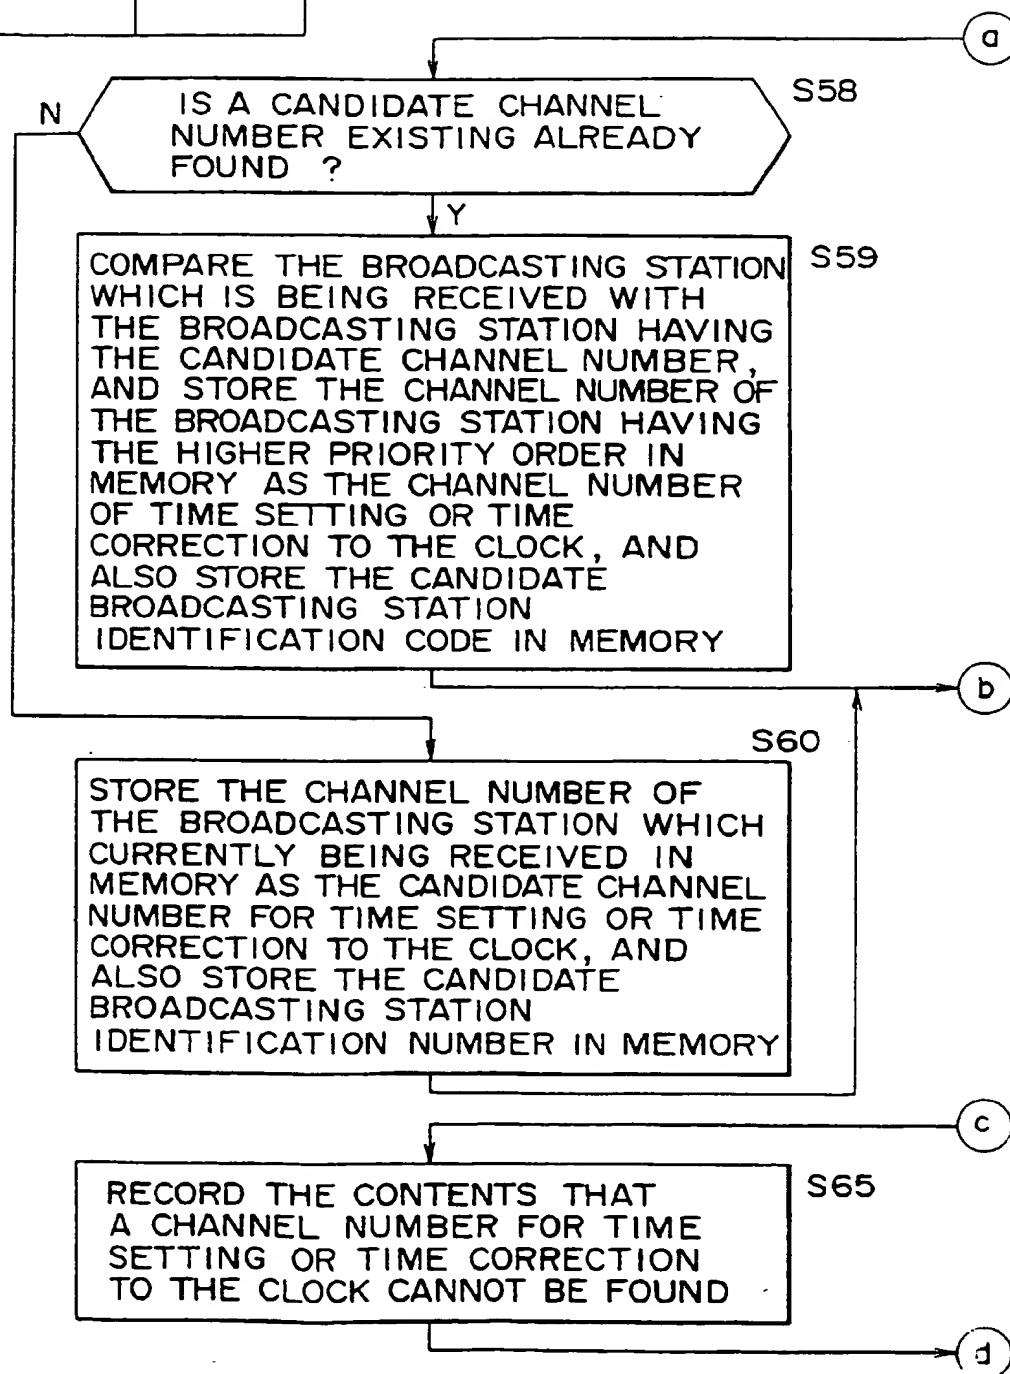 a
S58
N
IS A CANDIDATE CHANNEL
NUMBER EXISTING ALREADY
FOUND ?
Y
S59
COMPARE THE BROADCASTING STATION
WHICH IS BEING RECEIVED WITH
THE BROADCASTING STATION HAVING
THE CANDIDATE CHANNEL NUMBER,
AND STORE THE CHANNEL NUMBER OF
THE BROADCASTING STATION HAVING
THE HIGHER PRIORITY ORDER IN
MEMORY AS THE CHANNEL NUMBER
OF TIME SETTING OR TIME
CORRECTION TO THE CLOCK, AND
ALSO STORE THE CANDIDATE
BROADCASTING STATION
IDENTIFICATION CODE IN MEMORY
b
S60
STORE THE CHANNEL NUMBER OF
THE BROADCASTING STATION WHICH
CURRENTLY BEING RECEIVED IN
MEMORY AS THE CANDIDATE CHANNEL
NUMBER FOR TIME SETTING OR TIME
CORRECTION TO THE CLOCK, AND
ALSO STORE THE CANDIDATE
BROADCASTING STATION
IDENTIFICATION NUMBER IN MEMORY
c
S65
RECORD THE CONTENTS THAT
A CHANNEL NUMBER FOR TIME
SETTING OR TIME CORRECTION
TO THE CLOCK CANNOT BE FOUND
d